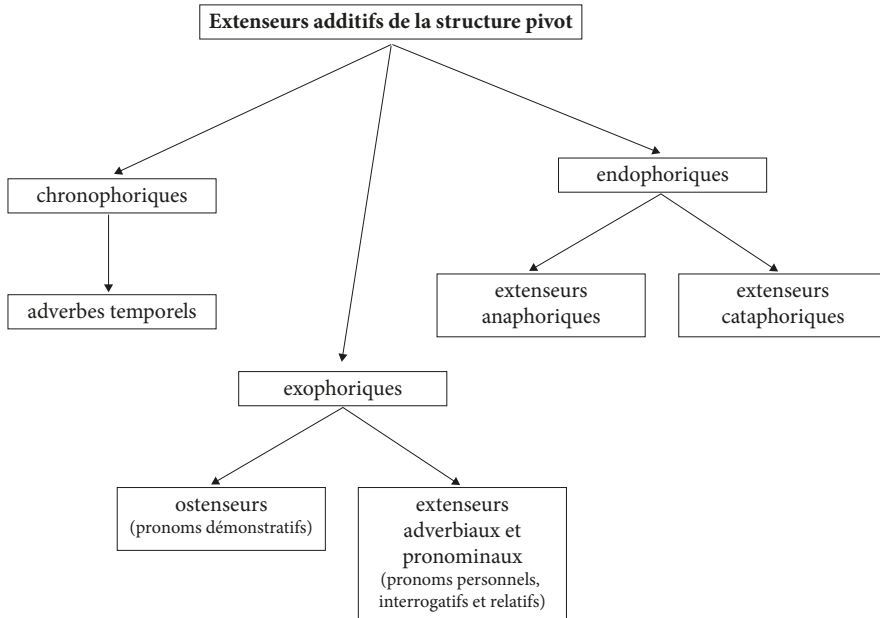 Extenseurs additifs de la structure pivot
chronophoriques
adverbes temporels
exophoriques
ostenseurs
(pronoms démonstratifs)
extenseurs
adverbiaux et
pronominaux
(pronoms personnels,
interrogatifs et relatifs)
endophoriques
extenseurs
anaphoriques
extenseurs
cataphoriques